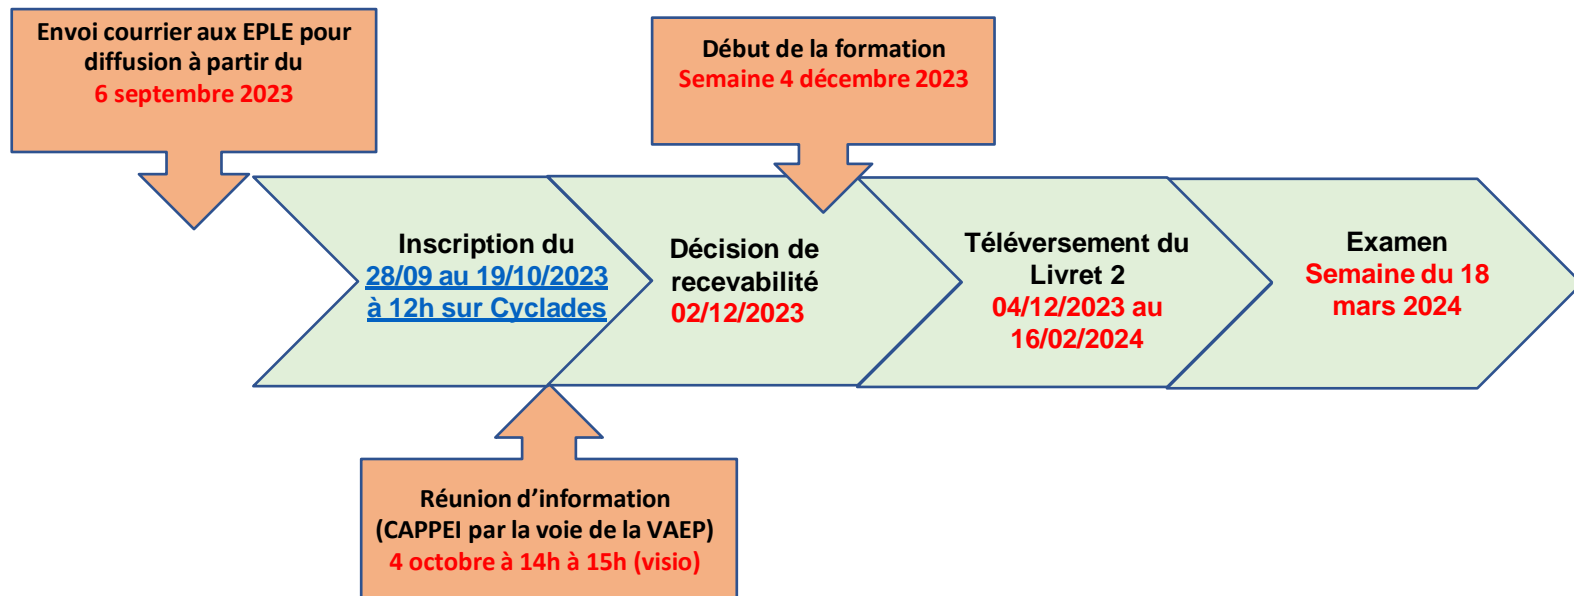 Envoi courrier aux EPLE pour
diffusion à partir du
6 septembre 2023
Début de la formation
Semaine 4 décembre 2023
Inscription du
28/09 au 19/10/2023
à 12h sur Cyclades
Décision de
recevabilité
02/12/2023
Téléversement du
Livret 2
04/12/2023 au
16/02/2024
Examen
Semaine du 18
mars 2024
Réunion d’information
(CAPPEI par la voie de la VAEP)
4 octobre à 14h à 15h (visio)